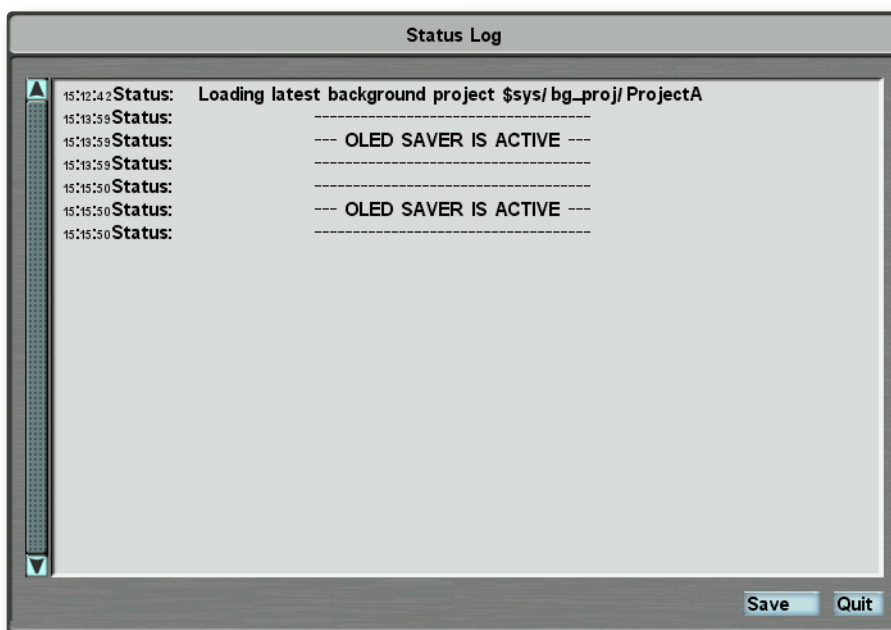 Status Log
15:12:42 Status: Loading latest background project $sys/bg_proj/ProjectA
15:13:59 Status: ------------------------------------
15:13:59 Status: --- OLED SAVER IS ACTIVE ---
15:13:59 Status: ------------------------------------
15:15:50 Status: ------------------------------------
15:15:50 Status: --- OLED SAVER IS ACTIVE ---
15:15:50 Status: ------------------------------------
Save Quit